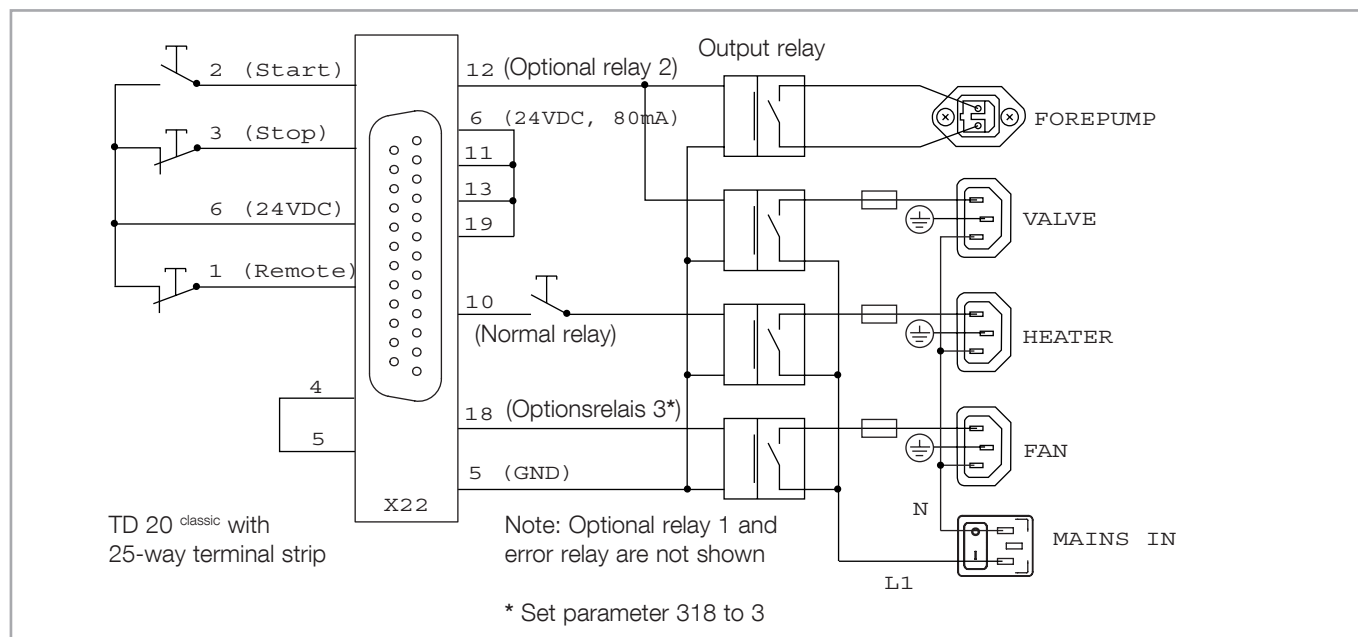 Output relay
2 (Start)
12 (Optional relay 2)
6 (24VDC, 80mA)
FOREPUMP
3 (Stop)
11
13
6 (24VDC)
19
VALVE
1 (Remote)
10
(Normal relay)
HEATER
4
18 (Optionsrelais 3*)
5
FAN
5 (GND)
X22
N
TD 20 classic with
25-way terminal strip
Note: Optional relay 1 and
error relay are not shown
MAINS IN
L1
* Set parameter 318 to 3